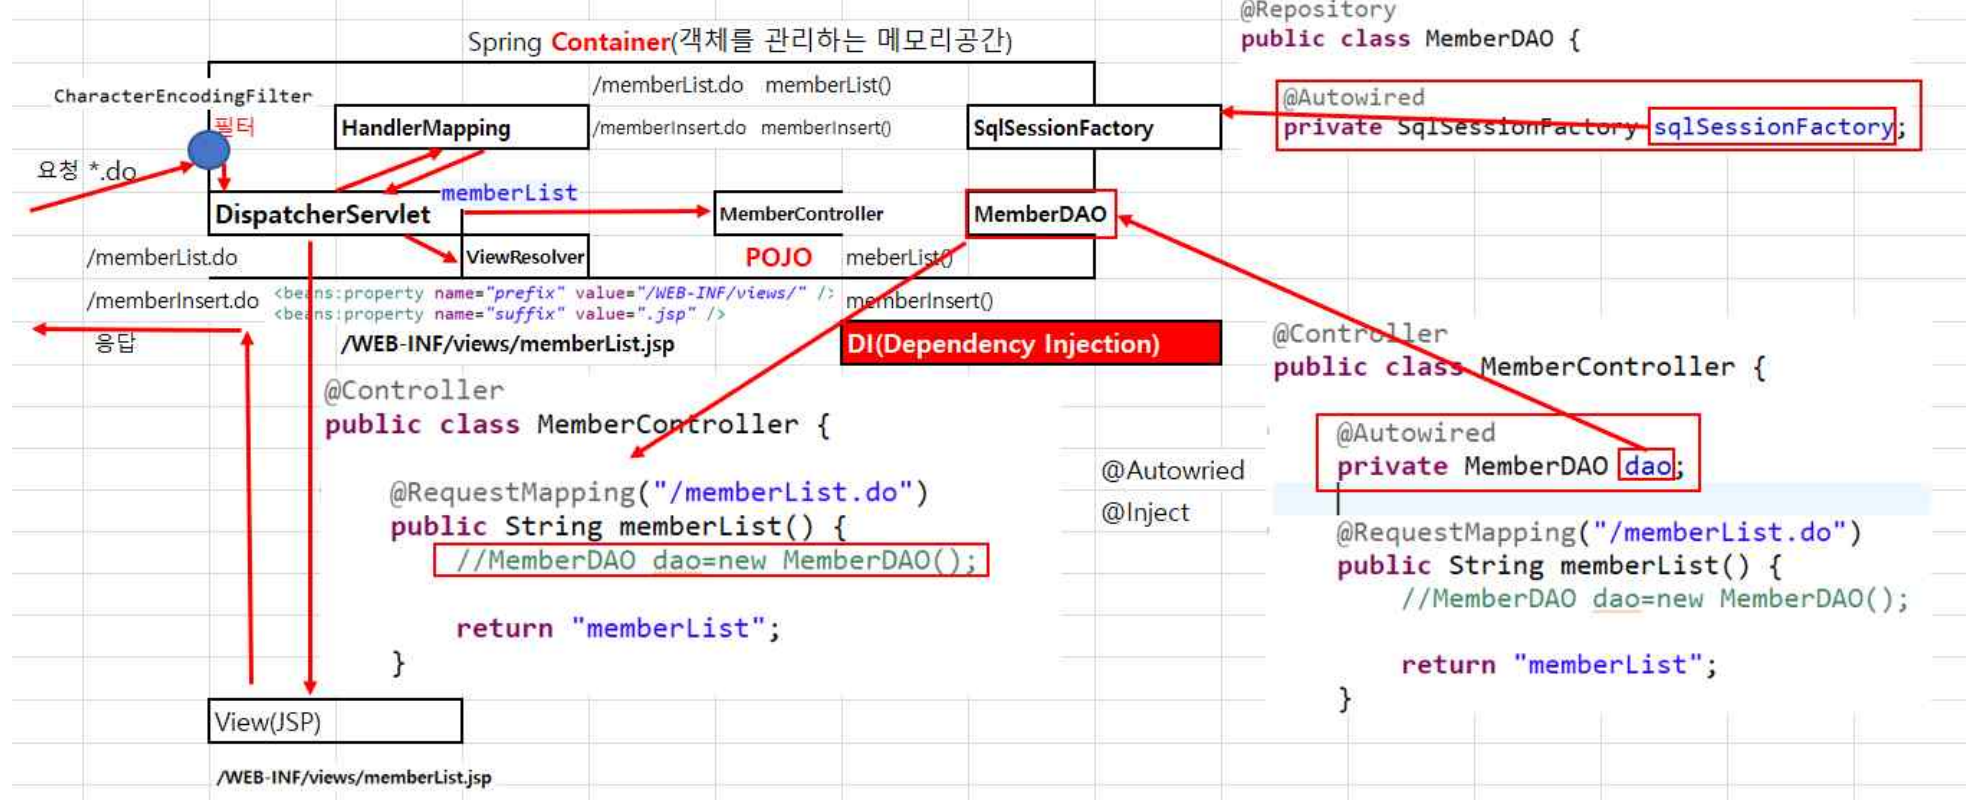 Spring Container(객체를 관리하는 메모리공간)
@Repository
public class MemberDAO {
@Autowired
private SqlSessionFactory sqlSessionFactory;
CharacterEncodingFilter
필터
/memberList.do memberList()
HandlerMapping
/memberInsert.do memberInsert()
SqlSessionFactory
요청 *.do
memberList
DispatcherServlet
MemberController
MemberDAO
/memberList.do
ViewResolver
POJO
meberList()
/memberInsert.do
<beans:property name="prefix" value="/WEB-INF/views/" />
<beans:property name="suffix" value=".jsp" />
memberInsert()
응답
/WEB-INF/views/memberList.jsp
DI(Dependency Injection)
@Controller
public class MemberController {
@RequestMapping("/memberList.do")
public String memberList() {
//MemberDAO dao=new MemberDAO();
return "memberList";
}
@Autowried
@Inject
@Controller
public class MemberController {
@Autowired
private MemberDAO dao;
@RequestMapping("/memberList.do")
public String memberList() {
//MemberDAO dao=new MemberDAO();
return "memberList";
}
View(JSP)
/WEB-INF/views/memberList.jsp